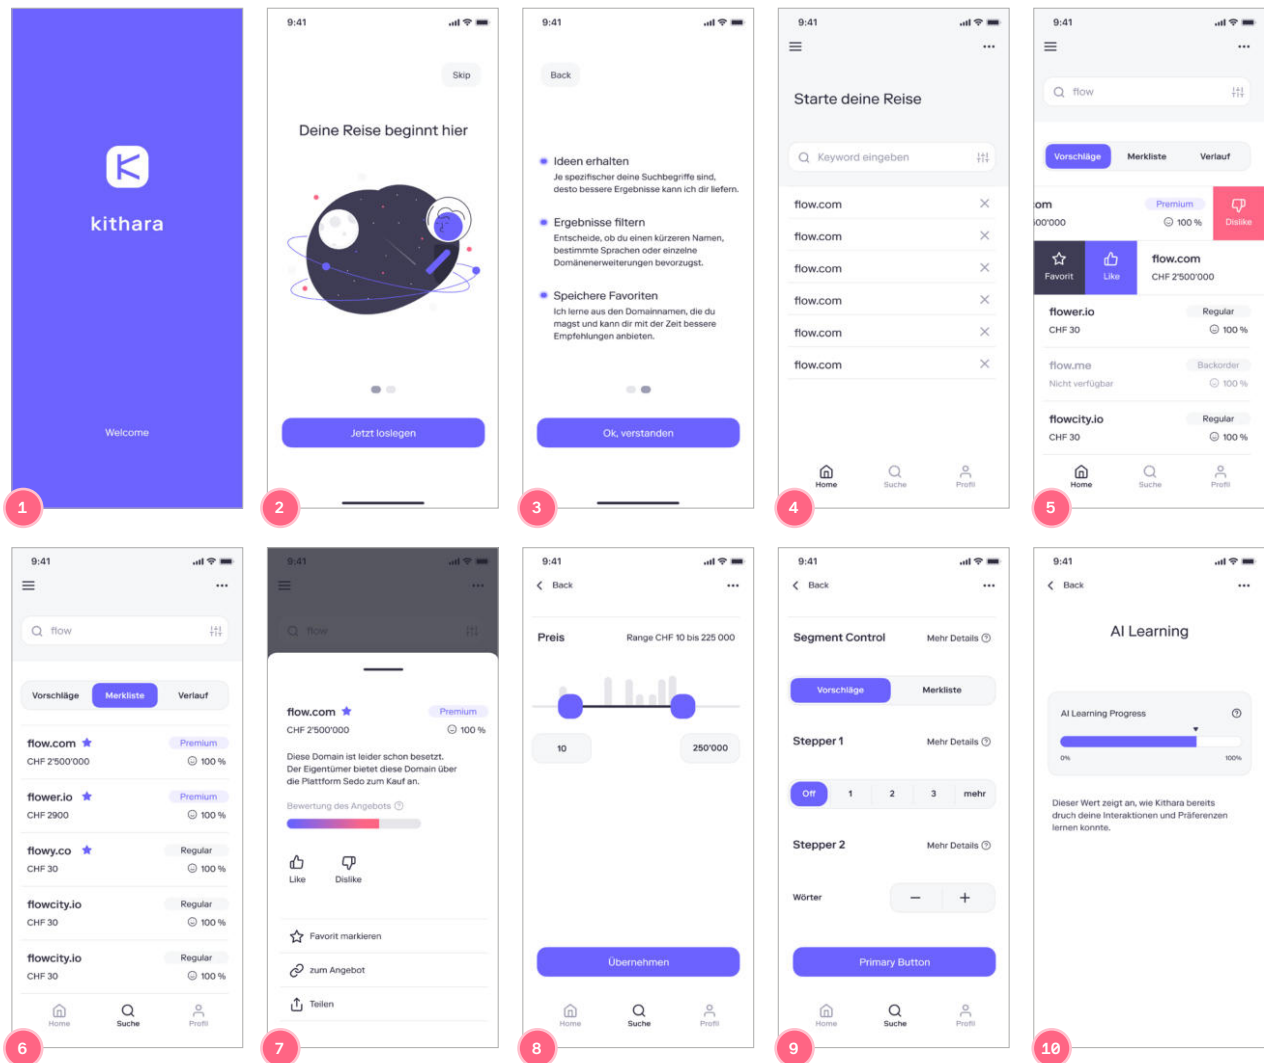 kithara
Welcome
1
9:41
Skip
Deine Reise beginnt hier
Jetzt loslegen
2
9:41
Back
Ideen erhalten
Je spezifischer deine Suchbegriffe sind,
desto bessere Ergebnisse kann ich dir liefern.
Ergebnisse filtern
Entscheide, ob du einen kürzeren Namen,
bestimmte Sprachen oder einzelne
Domänenerweiterungen bevorzugst.
Speichere Favoriten
Ich lerne aus den Domainnamen, die du
magst und kann dir mit der Zeit bessere
Empfehlungen anbieten.
Ok, verstanden
3
9:41
Starte deine Reise
Keyword eingeben
flow.com
flow.com
flow.com
flow.com
flow.com
flow.com
Home Suche Profil
4
9:41
flow
Vorschläge Merkliste Verlauf
om Premium
00'000 100 % Dislike
flow.com
Favorit Like CHF 2'500'000
flower.io Regular
CHF 30 100 %
flow.me Backorder
Nicht verfügbar 100 %
flowcity.io Regular
CHF 30 100 %
Home Suche Profil
5
9:41
flow
Vorschläge Merkliste Verlauf
flow.com Premium
CHF 2'500'000 100 %
flower.io Premium
CHF 2900 100 %
flowy.co Regular
CHF 30 100 %
flowcity.io Regular
CHF 30 100 %
flowcity.io Regular
CHF 30 100 %
Home Suche Profil
6
9:41
flow
flow.com Premium
CHF 2'500'000 100 %
Diese Domain ist leider schon besetzt.
Der Eigentümer bietet diese Domain über
die Plattform Sedo zum Kauf an.
Bewertung des Angebots
Like Dislike
Favorit markieren
zum Angebot
Teilen
7
9:41
Back
Preis Range CHF 10 bis 225 000
10 250'000
Übernehmen
Home Suche Profil
8
9:41
Back
Segment Control Mehr Details
Vorschläge Merkliste
Stepper 1 Mehr Details
Off 1 2 3 mehr
Stepper 2 Mehr Details
Wörter − +
Primary Button
Home Suche Profil
9
9:41
Back
AI Learning
AI Learning Progress
0% 100%
Dieser Wert zeigt an, wie Kithara bereits
druch deine Interaktionen und Präferenzen
lernen konnte.
10